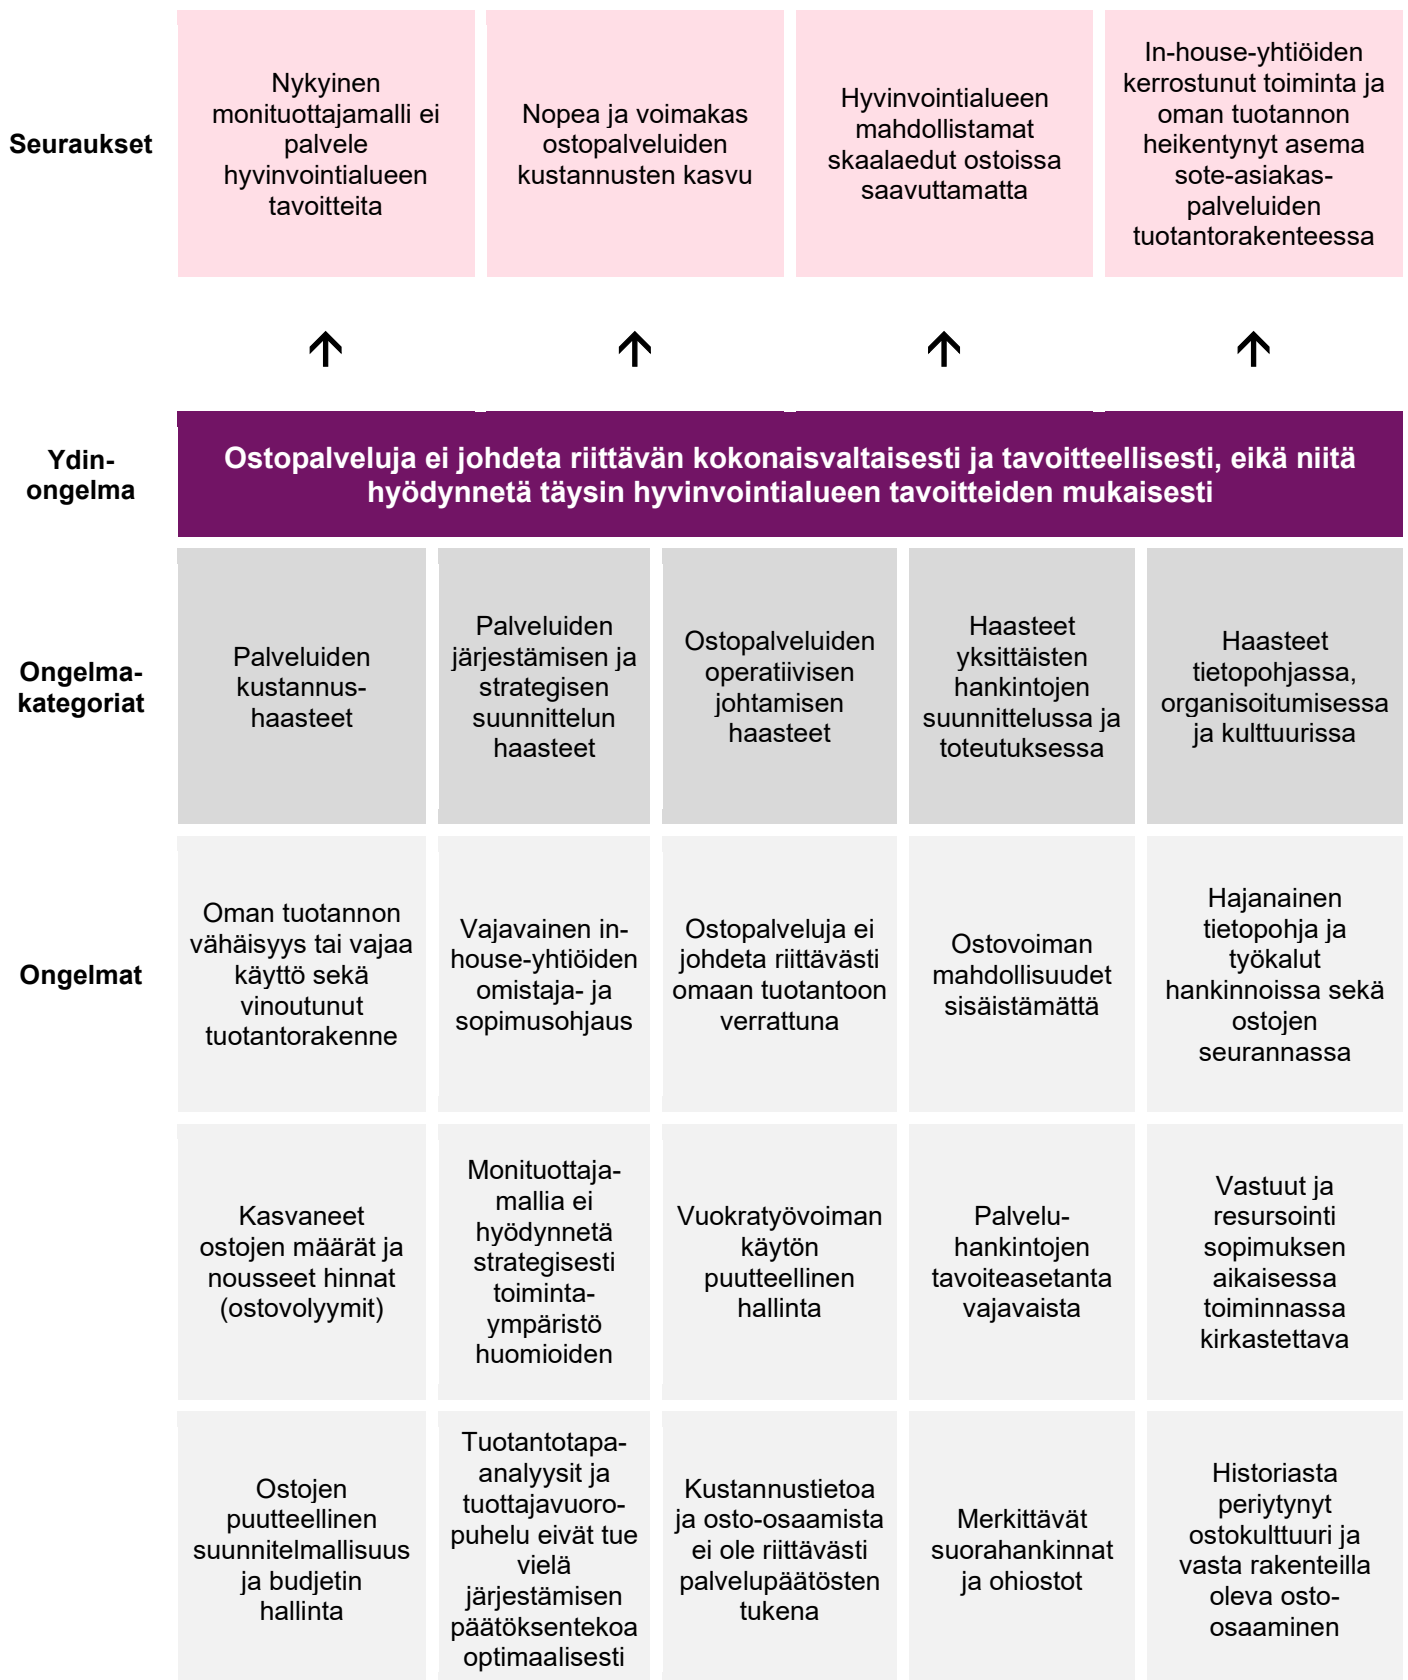 Seuraukset
Nykyinen
monituottajamalli ei
palvele
hyvinvointialueen
tavoitteita
Nopea ja voimakas
ostopalveluiden
kustannusten kasvu
Hyvinvointialueen
mahdollistamat
skaalaedut ostoissa
saavuttamatta
In-house-yhtiöiden
kerrostunut toiminta ja
oman tuotannon
heikentynyt asema
sote-asiakas-
palveluiden
tuotantorakenteessa
↑
↑
↑
↑
Ydin-
ongelma
Ostopalveluja ei johdeta riittävän kokonaisvaltaisesti ja tavoitteellisesti, eikä niitä
hyödynnetä täysin hyvinvointialueen tavoitteiden mukaisesti
Ongelma-
kategoriat
Palveluiden
kustannus-
haasteet
Palveluiden
järjestämisen ja
strategisen
suunnittelun
haasteet
Ostopalveluiden
operatiivisen
johtamisen
haasteet
Haasteet
yksittäisten
hankintojen
suunnittelussa ja
toteutuksessa
Haasteet
tietopohjassa,
organisoitumisessa
ja kulttuurissa
Ongelmat
Oman tuotannon
vähäisyys tai vajaa
käyttö sekä
vinoutunut
tuotantorakenne
Vajavainen in-
house-yhtiöiden
omistaja- ja
sopimusohjaus
Ostopalveluja ei
johdeta riittävästi
omaan tuotantoon
verrattuna
Ostovoiman
mahdollisuudet
sisäistämättä
Hajanainen
tietopohja ja
työkalut
hankinnoissa sekä
ostojen
seurannassa
Kasvaneet
ostojen määrät ja
nousseet hinnat
(ostovolyymit)
Monituottaja-
mallia ei
hyödynnetä
strategisesti
toiminta-
ympäristö
huomioiden
Vuokratyövoiman
käytön
puutteellinen
hallinta
Palvelu-
hankintojen
tavoiteasetanta
vajavaista
Vastuut ja
resursointi
sopimuksen
aikaisessa
toiminnassa
kirkastettava
Ostojen
puutteellinen
suunnitelmallisuus
ja budjetin
hallinta
Tuotantotapa-
analyysit ja
tuottajavuoro-
puhelu eivät tue
vielä
järjestämisen
päätöksentekoa
optimaalisesti
Kustannustietoa
ja osto-osaamista
ei ole riittävästi
palvelupäätösten
tukena
Merkittävät
suorahankinnat
ja ohiostot
Historiasta
periytynyt
ostokulttuuri ja
vasta rakenteilla
oleva osto-
osaaminen